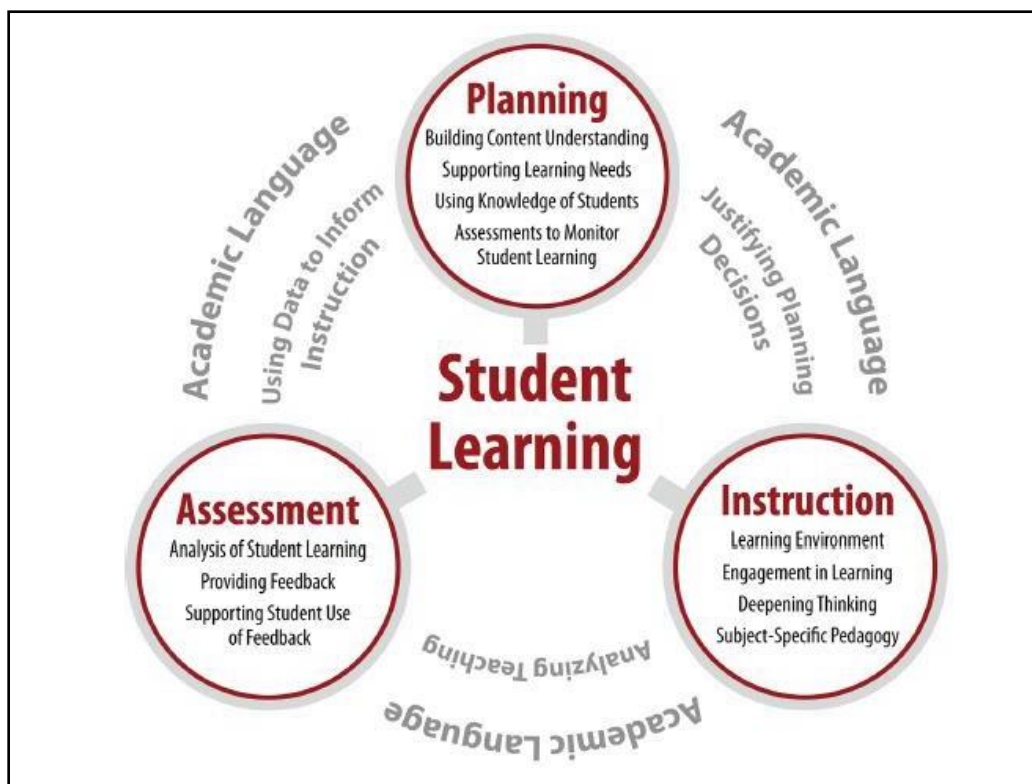 Planning
Building Content Understanding
Supporting Learning Needs
Using Knowledge of Students
Assessments to Monitor
Student Learning
Academic Language
Using Data to Inform
Instruction
Academic Language
Justifying Planning
Decisions
Student
Learning
Assessment
Analysis of Student Learning
Providing Feedback
Supporting Student Use
of Feedback
Instruction
Learning Environment
Engagement in Learning
Deepening Thinking
Subject-Specific Pedagogy
Analyzing Teaching
Academic Language